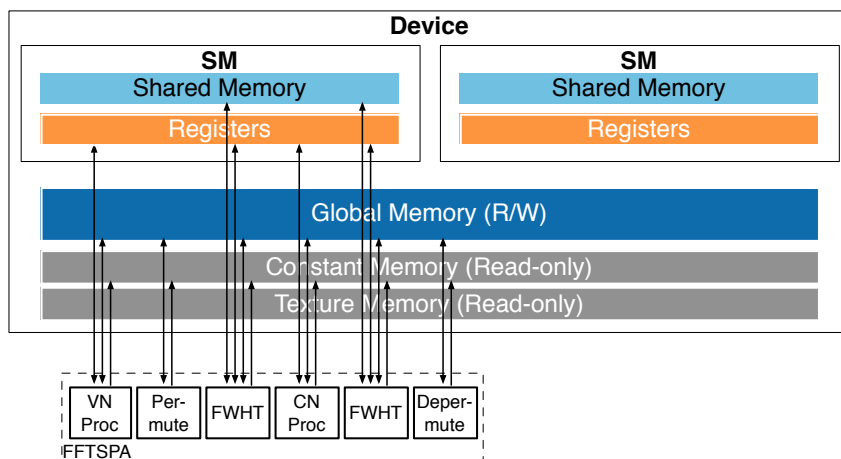 Device
SM
SM
Shared Memory
Shared Memory
Registers
Registers
Global Memory (R/W)
Constant Memory (Read-only)
Texture Memory (Read-only)
VN
Proc
Per-
mute
FWHT
CN
Proc
FWHT
Deper-
mute
FFTSPA